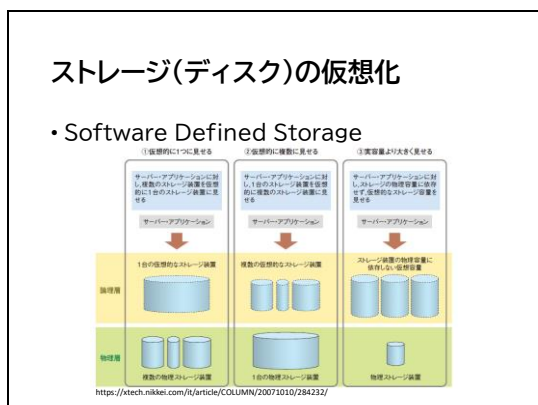 ストレージ(ディスク)の仮想化
• Software Defined Storage
①仮想的に1つに見せる
サーバー・アプリケーションに対
し、複数のストレージ装置を仮想
的に1台のストレージ装置に見
せる
サーバー・アプリケーション
1台の仮想的なストレージ装置
②仮想的に複数に見せる
サーバー・アプリケーションに対
し、1台のストレージ装置を仮想
的に複数のストレージ装置に見
せる
サーバー・アプリケーション
複数の仮想的なストレージ装置
③実容量より大きく見せる
サーバー・アプリケーションに対
し、ストレージの物理容量に依存
せず、仮想的なストレージ容量を
見せる
サーバー・アプリケーション
ストレージ装置の物理容量に
依存しない仮想容量
論理層
物理層
複数の物理ストレージ装置
1台の物理ストレージ装置
物理ストレージ装置
https://xtech.nikkei.com/it/article/COLUMN/20071010/284232/